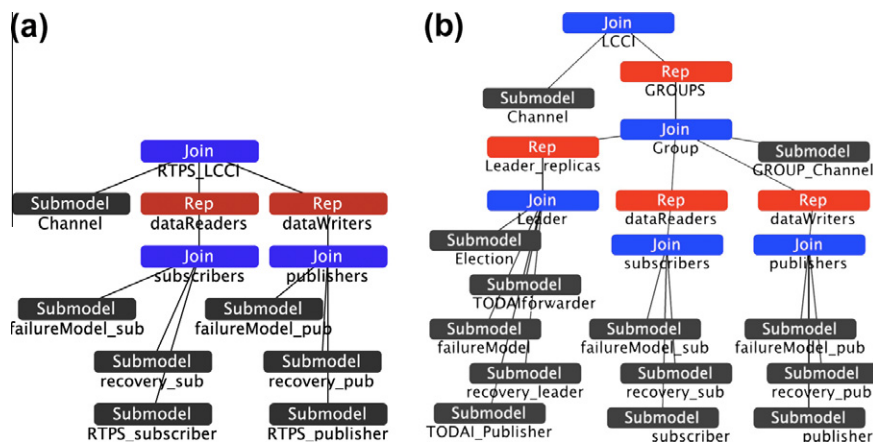 (a)
Join
RTPS_LCCI
Submodel
Channel
Rep
dataReaders
Rep
dataWriters
Join
subscribers
Join
publishers
Submodel
failureModel_sub
Submodel
failureModel_pub
Submodel
recovery_sub
Submodel
recovery_pub
Submodel
RTPS_subscriber
Submodel
RTPS_publisher
(b)
Join
LCCI
Rep
GROUPS
Submodel
Channel
Join
Group
Rep
Leader_replicas
Submodel
GROUP_Channel
Join
Leader
Rep
dataReaders
Rep
dataWriters
Submodel
Election
Join
subscribers
Join
publishers
Submodel
TODAIforwarder
Submodel
failureModel
Submodel
failureModel_sub
Submodel
failureModel_pub
Submodel
recovery_leader
Submodel
recovery_sub
Submodel
recovery_pub
Submodel
TODAI_Publisher
Submodel
subscriber
Submodel
publisher